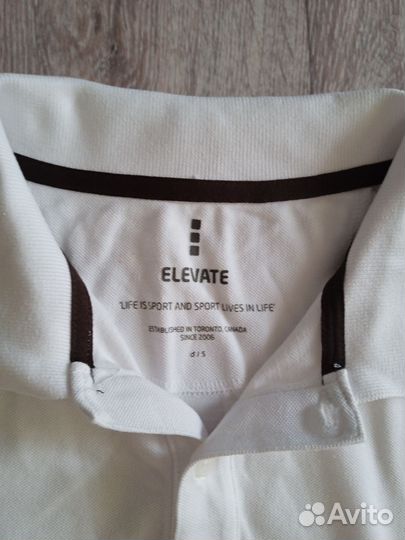 ELEVATE
'LIFE IS SPORT AND SPORT LIVES IN LIFE'
ESTABLISHED IN TORONTO, CANADA
SINCE 2006
♂ / S
Avito